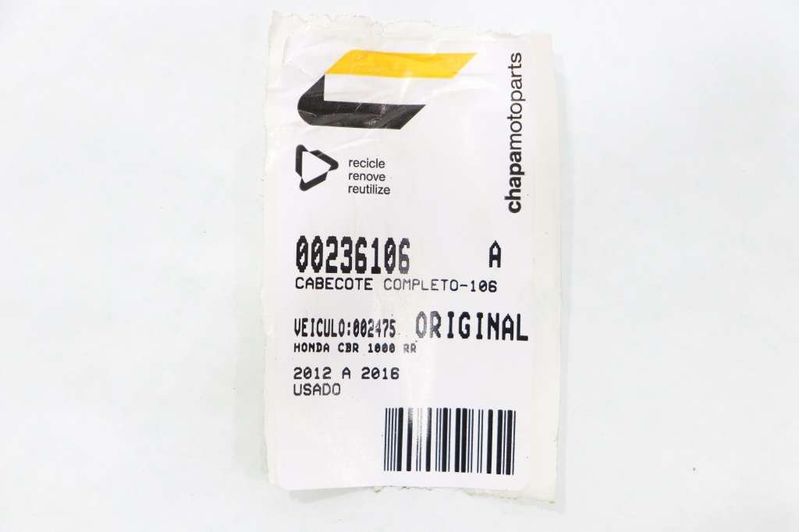 chapamotoparts
recicle
renove
reutilize
00236106 A
CABECOTE COMPLETO-106
VEICULO:002475 ORIGINAL
HONDA CBR 1000 RR
2012 A 2016
USADO